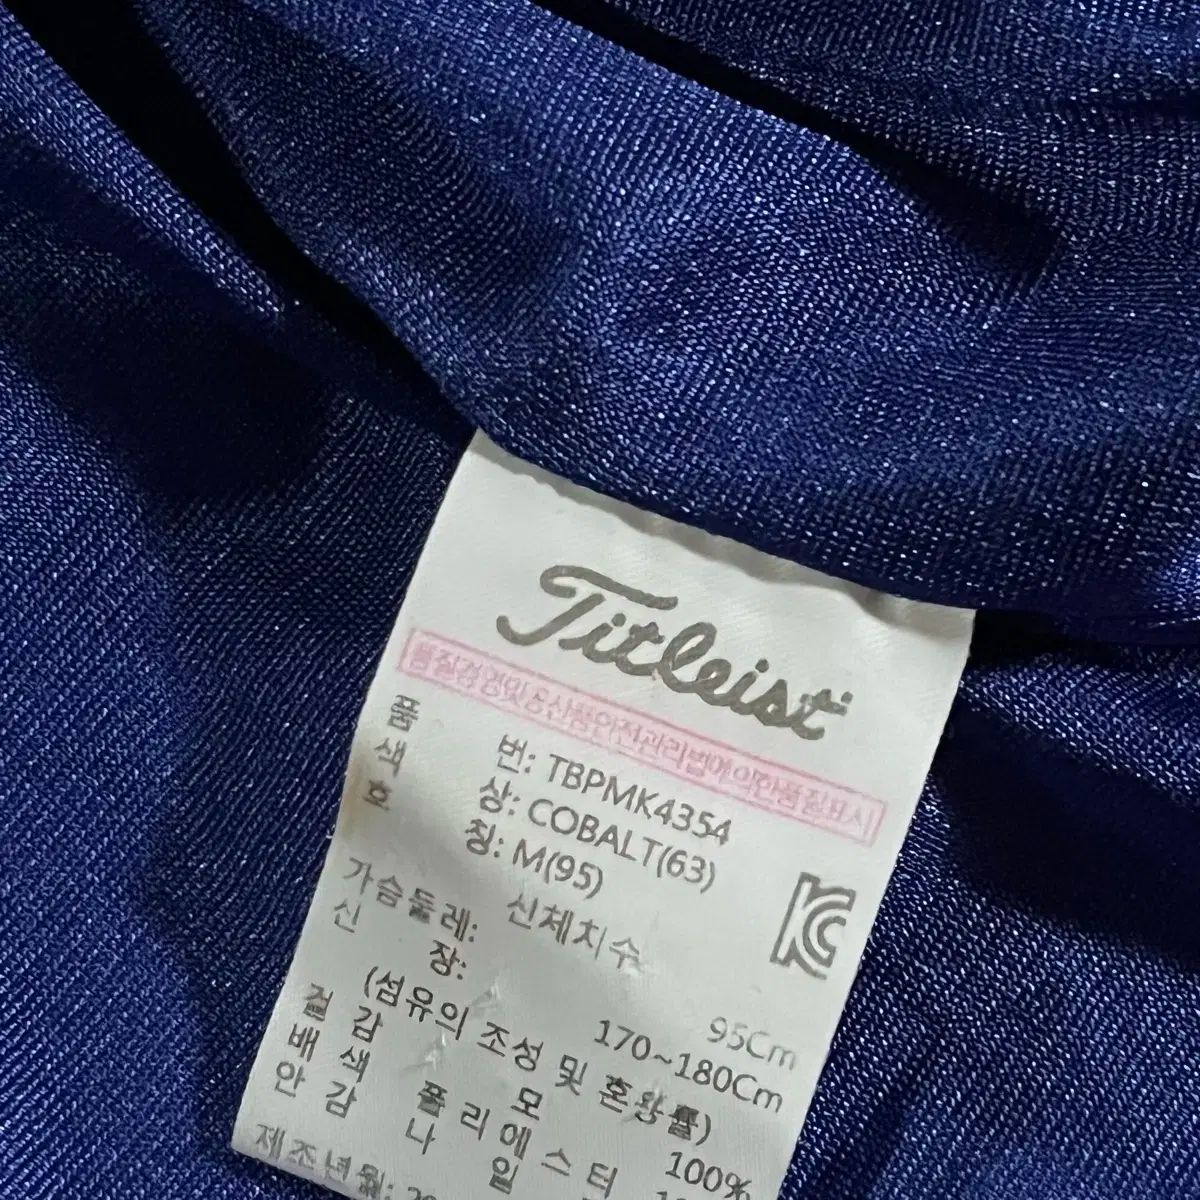 Titleist
품질경영및공산품안전관리법에의한품질표시
품 번: TBPMK4354
색 상: COBALT(63)
호 칭: M(95)
신체치수
가슴둘레: 95Cm
신 장: 170~180Cm
(섬유의 조성 및 혼용률)
겉 감 모 100%
배 색 폴 리 에 스 터
안 감 나 일
제조년월: 20
KC